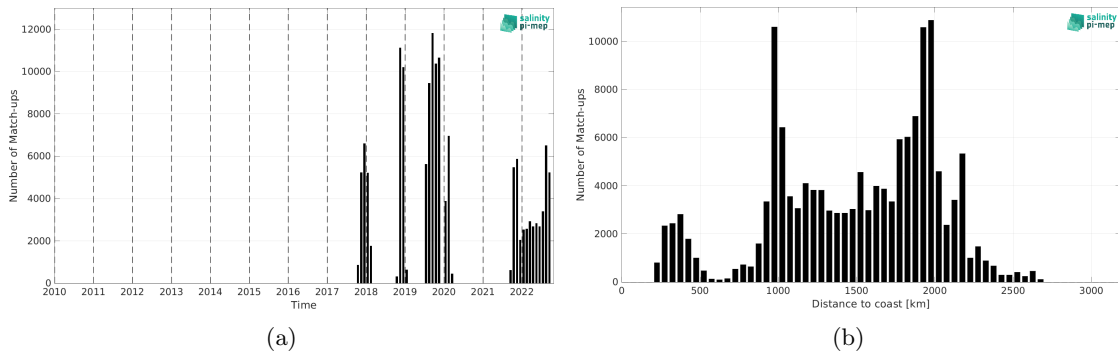 12000
10000
8000
6000
4000
2000
0
Number of Match-ups
2010 2011 2012 2013 2014 2015 2016 2017 2018 2019 2020 2021 2022
Time
salinity
pi-mep
(a)
10000
8000
6000
4000
2000
0
Number of Match-ups
0 500 1000 1500 2000 2500 3000
Distance to coast [km]
salinity
pi-mep
(b)